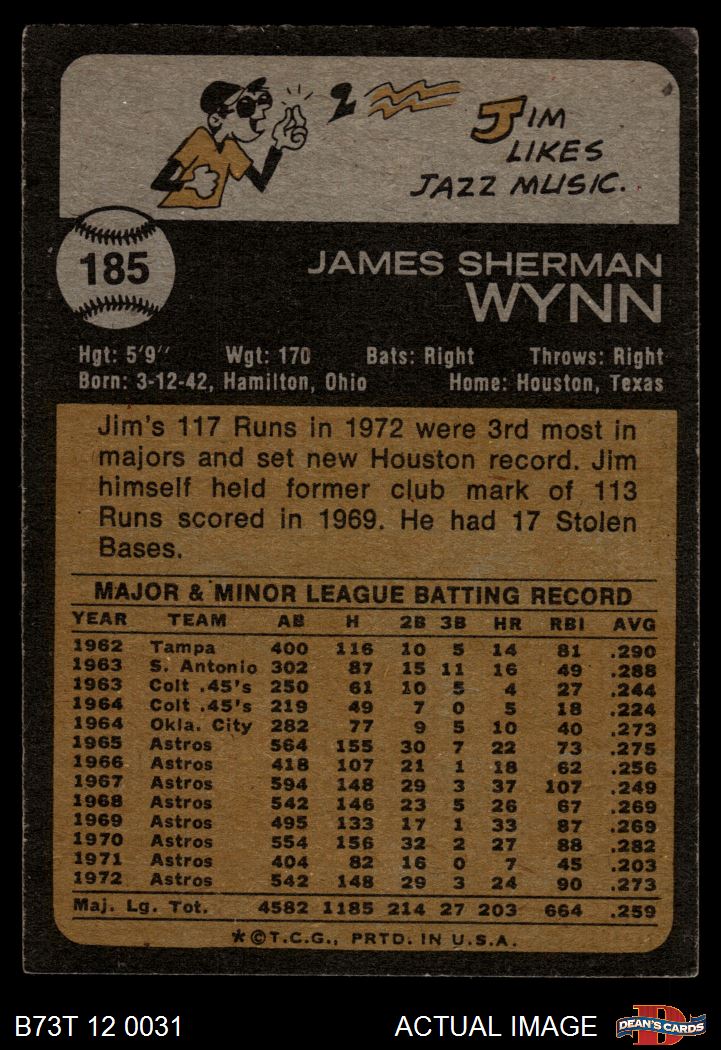 2 JIM
LIKES
JAZZ MUSIC.
185
JAMES SHERMAN
WYNN
Hgt: 5'9" Wgt: 170 Bats: Right Throws: Right
Born: 3-12-42, Hamilton, Ohio Home: Houston, Texas
Jim's 117 Runs in 1972 were 3rd most in
majors and set new Houston record. Jim
himself held former club mark of 113
Runs scored in 1969. He had 17 Stolen
Bases.
MAJOR & MINOR LEAGUE BATTING RECORD
YEAR TEAM AB H 2B 3B HR RBI AVG
1962 Tampa 400 116 10 5 14 81 .290
1963 S. Antonio 302 87 15 11 16 49 .288
1963 Colt .45's 250 61 10 5 4 27 .244
1964 Colt .45's 219 49 7 0 5 18 .224
1964 Okla. City 282 77 9 5 10 40 .273
1965 Astros 564 155 30 7 22 73 .275
1966 Astros 418 107 21 1 18 62 .256
1967 Astros 594 148 29 3 37 107 .249
1968 Astros 542 146 23 5 26 67 .269
1969 Astros 495 133 17 1 33 87 .269
1970 Astros 554 156 32 2 27 88 .282
1971 Astros 404 82 16 0 7 45 .203
1972 Astros 542 148 29 3 24 90 .273
Maj. Lg. Tot. 4582 1185 214 27 203 664 .259
*©T.C.G., PRTD. IN U.S.A.
B73T 12 0031 ACTUAL IMAGE D DEAN'S CARDS